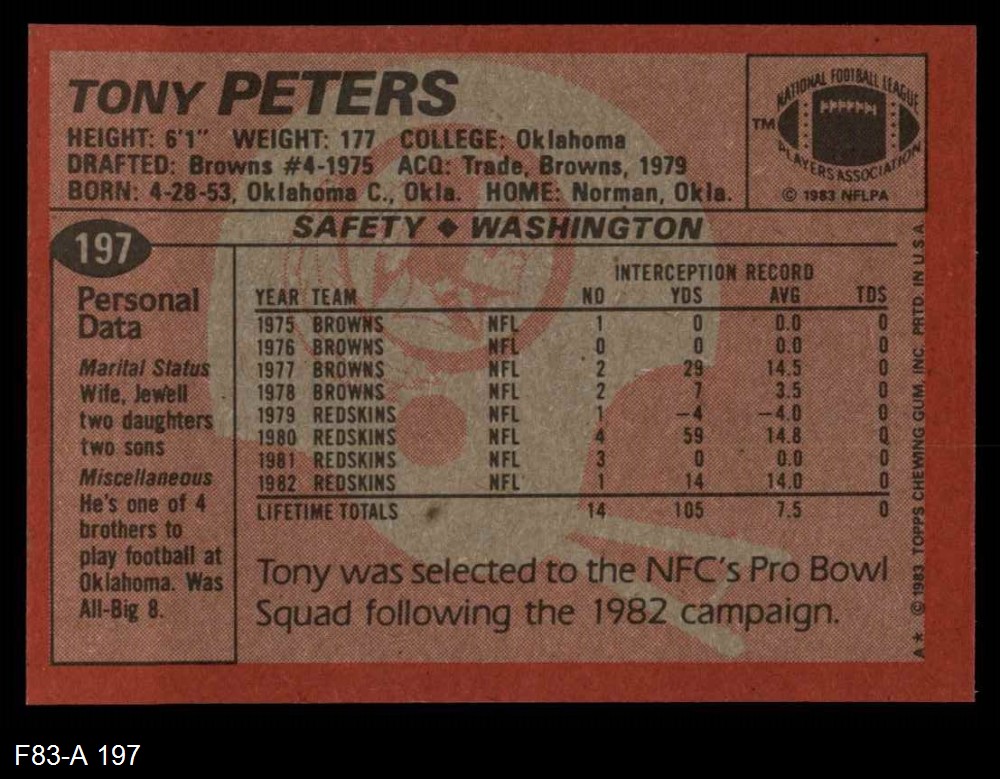 TONY PETERS
HEIGHT: 6'1" WEIGHT: 177 COLLEGE: Oklahoma
DRAFTED: Browns #4-1975 ACQ: Trade, Browns, 1979
BORN: 4-28-53, Oklahoma C., Okla. HOME: Norman, Okla.
NATIONAL FOOTBALL LEAGUE
TM
PLAYERS ASSOCIATION
© 1983 NFLPA
SAFETY ◆ WASHINGTON
197
Personal
Data
Marital Status
Wife, Jewell
two daughters
two sons
Miscellaneous
He's one of 4
brothers to
play football at
Oklahoma. Was
All-Big 8.
INTERCEPTION RECORD
YEAR TEAM NO YDS AVG TDS
1975 BROWNS NFL 1 0 0.0 0
1976 BROWNS NFL 0 0 0.0 0
1977 BROWNS NFL 2 29 14.5 0
1978 BROWNS NFL 2 7 3.5 0
1979 REDSKINS NFL 1 –4 –4.0 0
1980 REDSKINS NFL 4 59 14.8 0
1981 REDSKINS NFL 3 0 0.0 0
1982 REDSKINS NFL 1 14 14.0 0
LIFETIME TOTALS 14 105 7.5 0
Tony was selected to the NFC's Pro Bowl
Squad following the 1982 campaign.
A★ © 1983 TOPPS CHEWING GUM, INC. PRTD. IN U.S.A.
F83-A 197